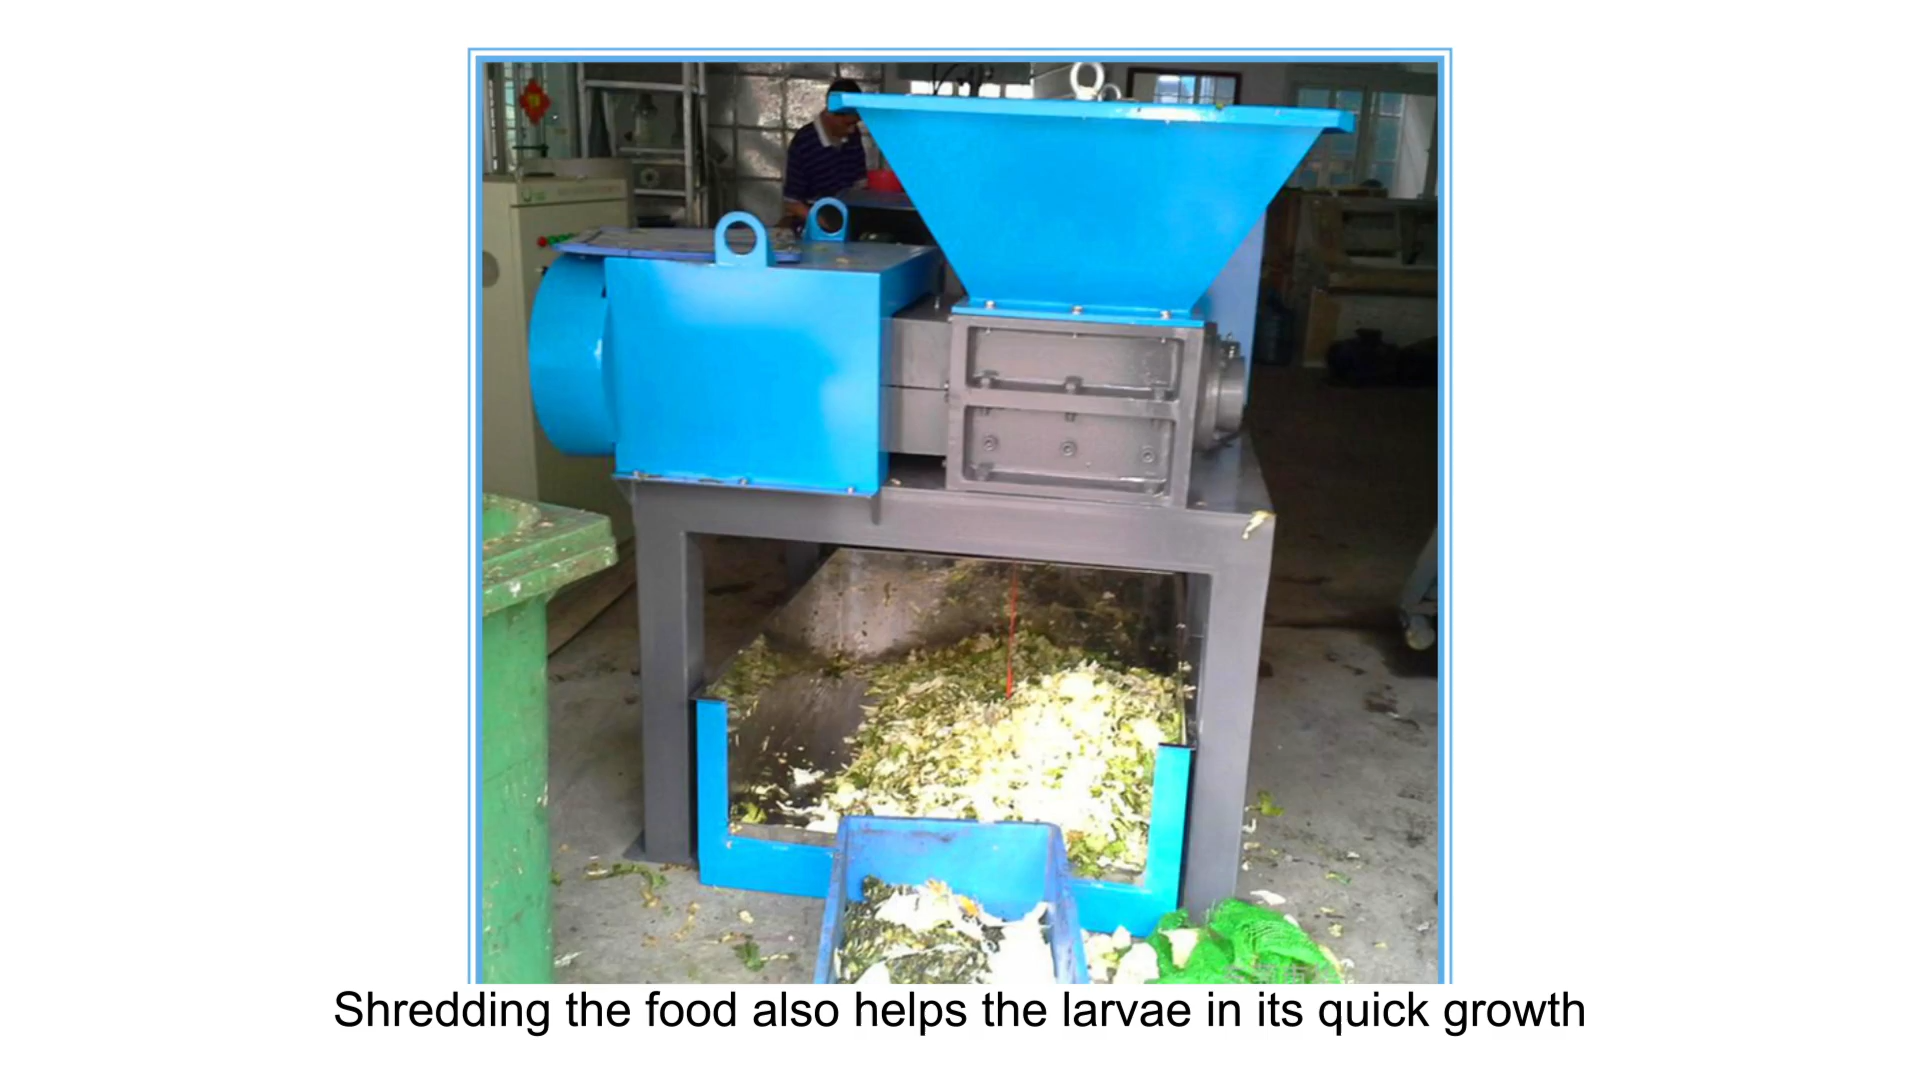 Shredding the food also helps the larvae in its quick growth